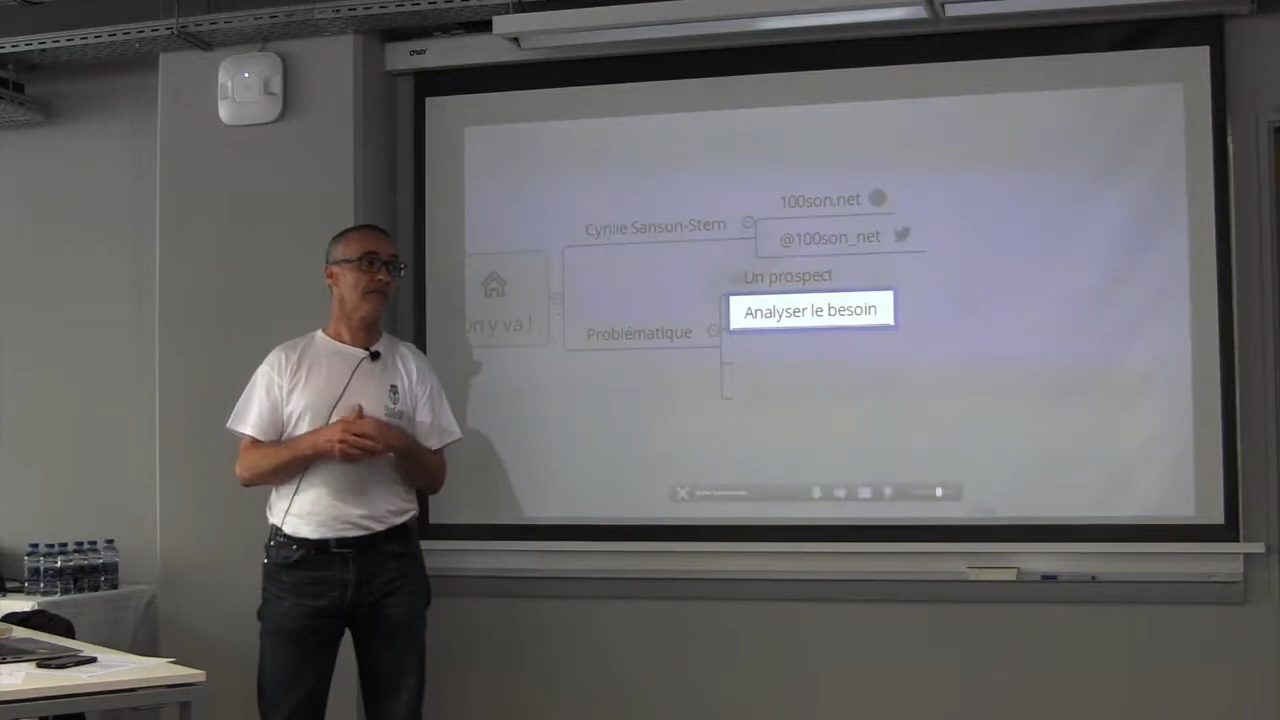 100son.net
Cyrille Sanson-Stern
@100son_net
Un prospect
Analyser le besoin
On y va !
Problématique